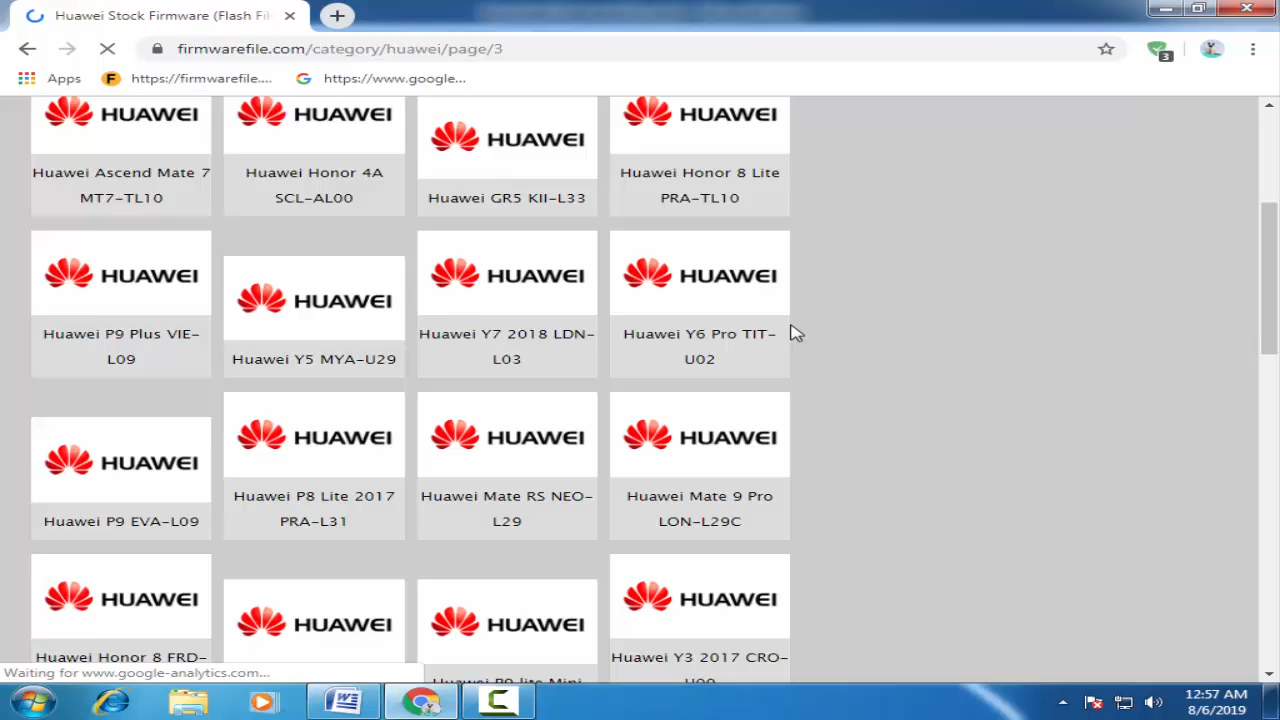 Huawei Stock Firmware (Flash Fil
firmwarefile.com/category/huawei/page/3
3
Apps
F
https://firmwarefile....
G
https://www.google...
HUAWEI
HUAWEI
HUAWEI
HUAWEI
Huawei Ascend Mate 7
MT7-TL10
Huawei Honor 4A
SCL-AL00
Huawei GR5 KII-L33
Huawei Honor 8 Lite
PRA-TL10
HUAWEI
HUAWEI
HUAWEI
HUAWEI
Huawei P9 Plus VIE-
L09
Huawei Y5 MYA-U29
Huawei Y7 2018 LDN-
L03
Huawei Y6 Pro TIT-
U02
HUAWEI
HUAWEI
HUAWEI
HUAWEI
Huawei P9 EVA-L09
Huawei P8 Lite 2017
PRA-L31
Huawei Mate RS NEO-
L29
Huawei Mate 9 Pro
LON-L29C
HUAWEI
HUAWEI
HUAWEI
HUAWEI
Huawei Honor 8 FRD-
Huawei P9 lite Mini
Huawei Y3 2017 CRO-
U00
Waiting for www.google-analytics.com...
12:57 AM
8/6/2019